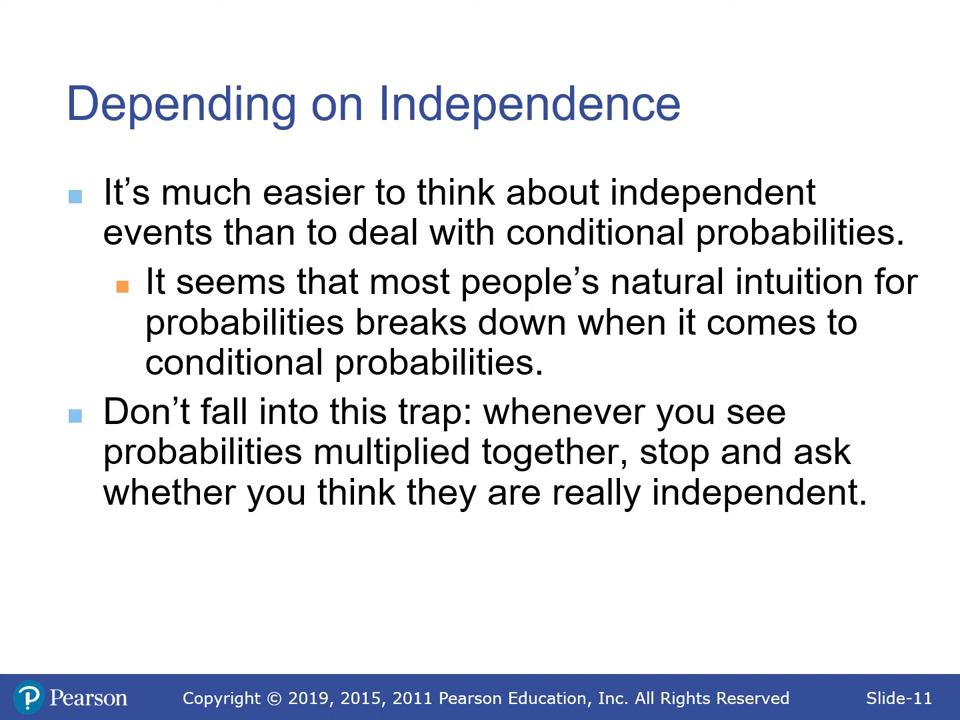 Depending on Independence
It’s much easier to think about independent
events than to deal with conditional probabilities.
It seems that most people’s natural intuition for
probabilities breaks down when it comes to
conditional probabilities.
Don’t fall into this trap: whenever you see
probabilities multiplied together, stop and ask
whether you think they are really independent.
Pearson
Copyright © 2019, 2015, 2011 Pearson Education, Inc. All Rights Reserved
Slide-11